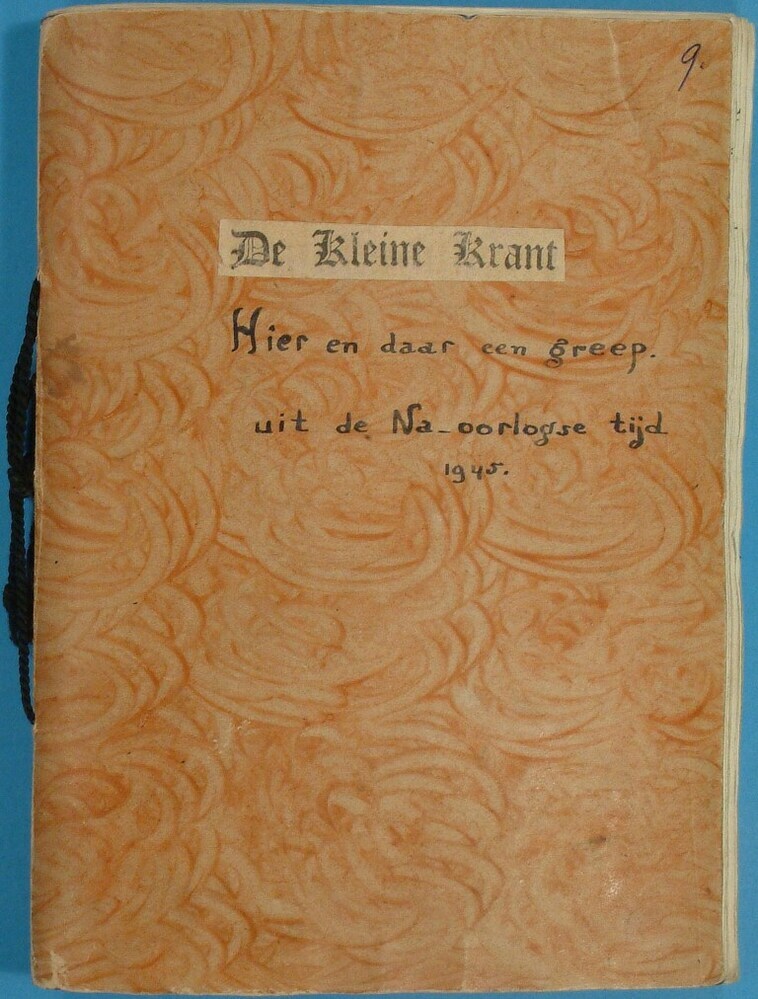 9.
De Kleine Krant
Hier en daar een greep.
uit de Na-oorlogse tijd
1945.